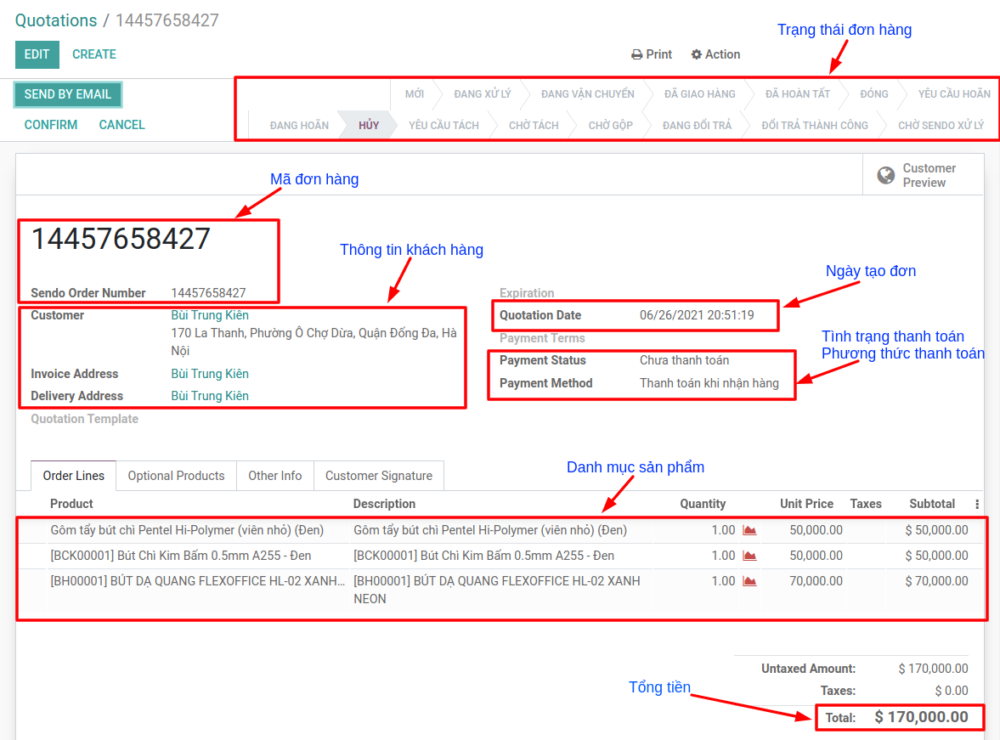 Quotations / 14457658427
Trạng thái đơn hàng
EDIT CREATE Print Action
SEND BY EMAIL
MỚI ĐANG XỬ LÝ ĐANG VẬN CHUYỂN ĐÃ GIAO HÀNG ĐÃ HOÀN TẤT ĐÓNG YÊU CẦU HOÃN
CONFIRM CANCEL
ĐANG HOÃN HỦY YÊU CẦU TÁCH CHỜ TÁCH CHỜ GỘP ĐANG ĐỔI TRẢ ĐỔI TRẢ THÀNH CÔNG CHỜ SENDO XỬ LÝ
Customer
Preview
Mã đơn hàng
14457658427
Thông tin khách hàng
Ngày tạo đơn
Sendo Order Number 14457658427
Expiration
Customer Bùi Trung Kiên
170 La Thanh, Phường Ô Chợ Dừa, Quận Đống Đa, Hà
Nội
Quotation Date 06/26/2021 20:51:19
Payment Terms
Tình trạng thanh toán
Phương thức thanh toán
Payment Status Chưa thanh toán
Invoice Address Bùi Trung Kiên
Payment Method Thanh toán khi nhận hàng
Delivery Address Bùi Trung Kiên
Quotation Template
Danh mục sản phẩm
Order Lines Optional Products Other Info Customer Signature
Product Description Quantity Unit Price Taxes Subtotal
Gôm tẩy bút chì Pentel Hi-Polymer (viên nhỏ) (Đen) Gôm tẩy bút chì Pentel Hi-Polymer (viên nhỏ) (Đen) 1.00 50,000.00 $ 50,000.00
[BCK00001] Bút Chì Kim Bấm 0.5mm A255 - Đen [BCK00001] Bút Chì Kim Bấm 0.5mm A255 - Đen 1.00 50,000.00 $ 50,000.00
[BH00001] BÚT DẠ QUANG FLEXOFFICE HL-02 XANH... [BH00001] BÚT DẠ QUANG FLEXOFFICE HL-02 XANH 1.00 70,000.00 $ 70,000.00
NEON
Untaxed Amount: $ 170,000.00
Tổng tiền
Taxes: $ 0.00
Total: $ 170,000.00